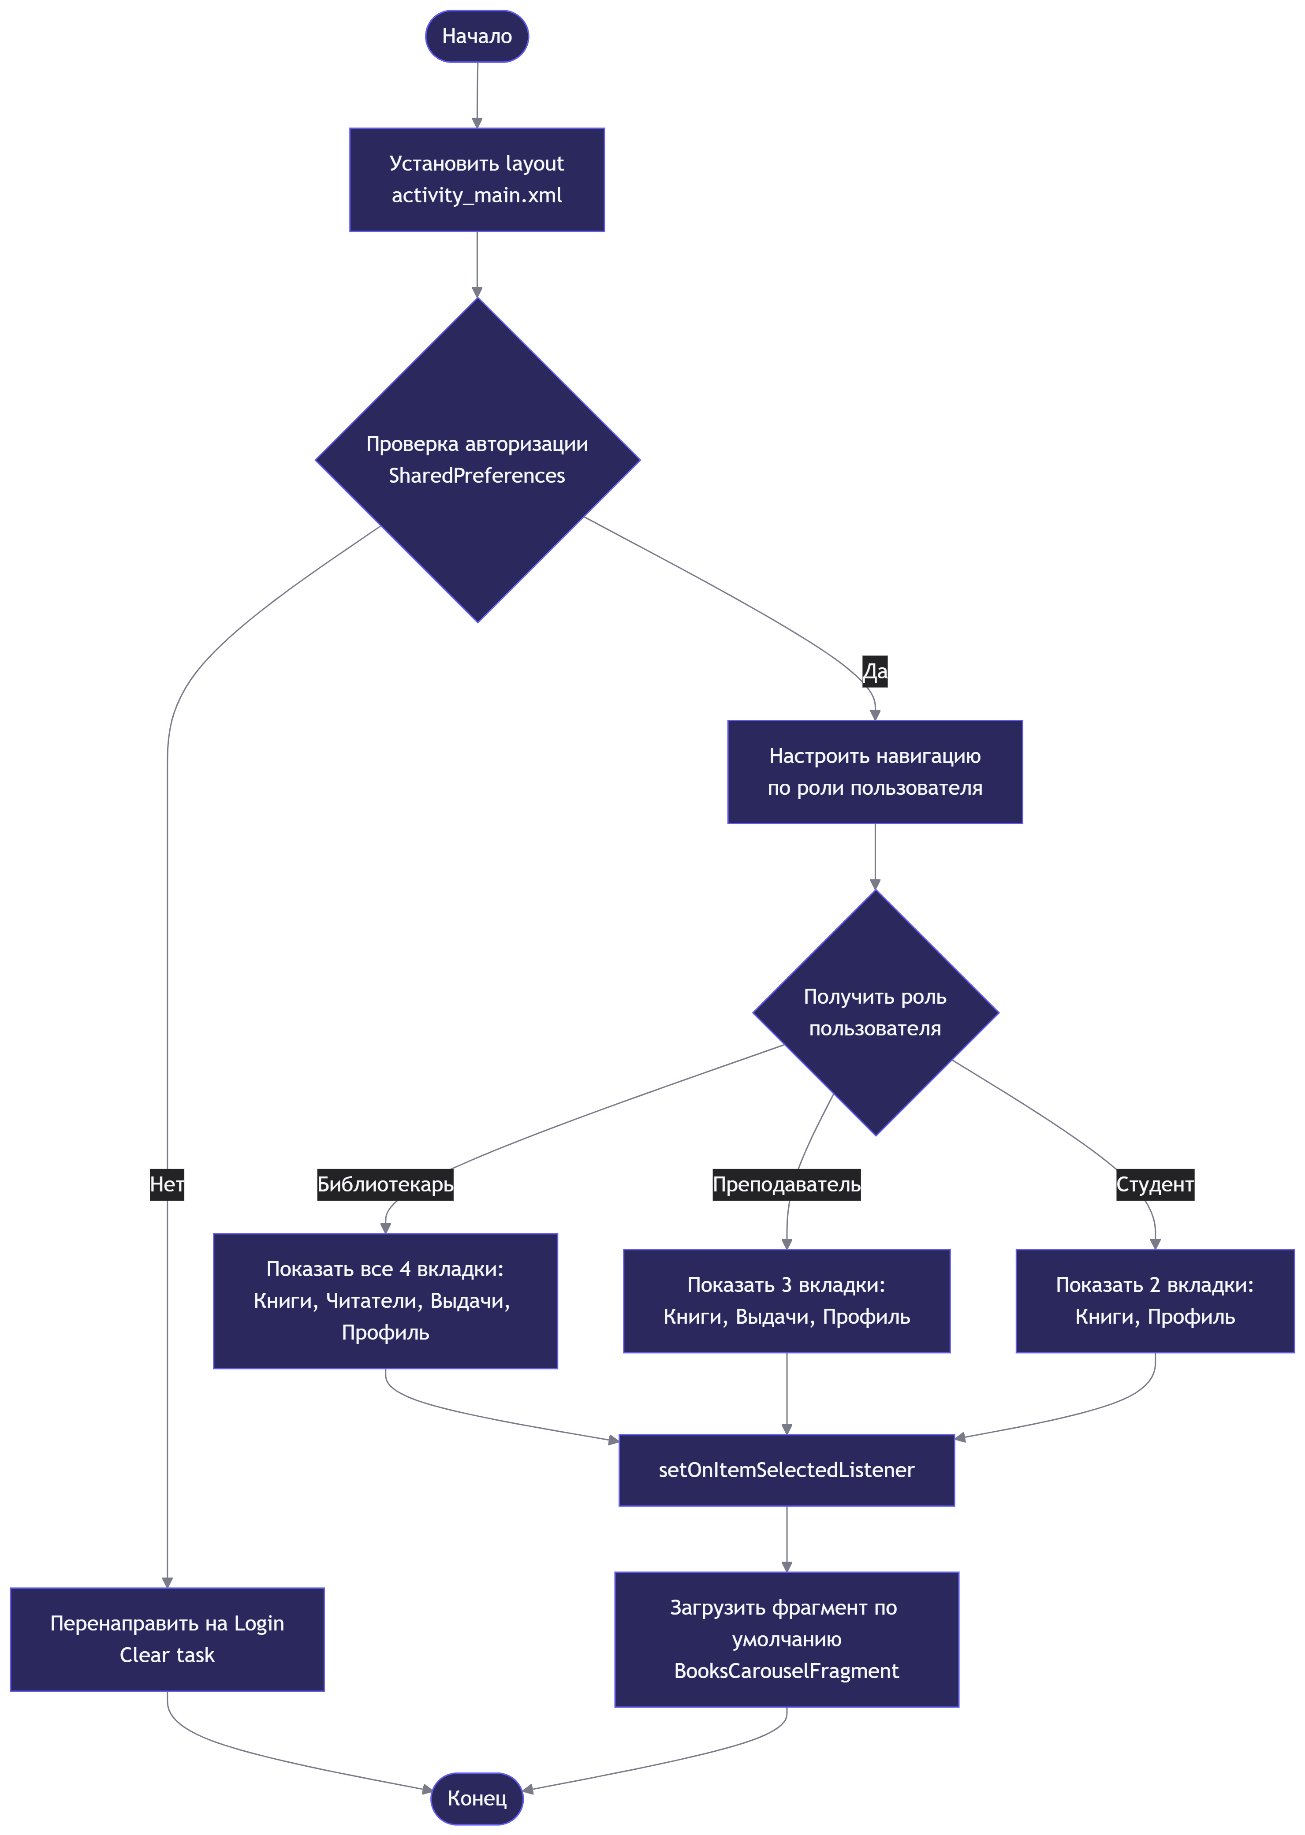 Начало
Установить layout
activity_main.xml
Проверка авторизации
SharedPreferences
Да
Настроить навигацию
по роли пользователя
Получить роль
пользователя
Нет
Библиотекарь
Преподаватель
Студент
Показать все 4 вкладки:
Книги, Читатели, Выдачи,
Профиль
Показать 3 вкладки:
Книги, Выдачи, Профиль
Показать 2 вкладки:
Книги, Профиль
setOnItemSelectedListener
Перенаправить на Login
Clear task
Загрузить фрагмент по
умолчанию
BooksCarouselFragment
Конец